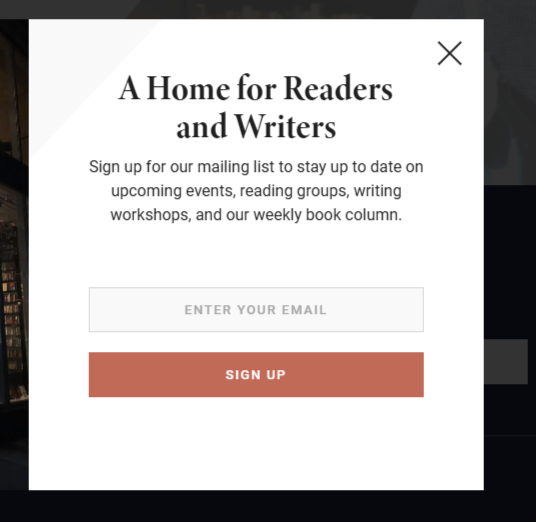 A Home for Readers
and Writers
Sign up for our mailing list to stay up to date on
upcoming events, reading groups, writing
workshops, and our weekly book column.
ENTER YOUR EMAIL
SIGN UP